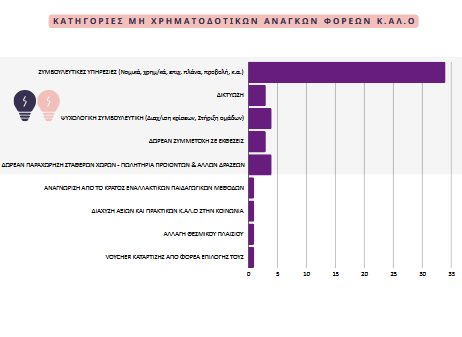 ΚΑΤΗΓΟΡΙΕΣ ΜΗ ΧΡΗΜΑΤΟΔΟΤΙΚΩΝ ΑΝΑΓΚΩΝ ΦΟΡΕΩΝ Κ.ΑΛ.Ο
ΣΥΜΒΟΥΛΕΥΤΙΚΕΣ ΥΠΗΡΕΣΙΕΣ (Νομικά, χρημ/κά, επιχ. πλάνα, προβολή, κ.α.)
ΔΙΚΤΥΩΣΗ
ΨΥΧΟΛΟΓΙΚΗ ΣΥΜΒΟΥΛΕΥΤΙΚΗ (Διαχ/ιση κρίσεων, Στήριξη ομάδων)
ΔΩΡΕΑΝ ΣΥΜΜΕΤΟΧΗ ΣΕ ΕΚΘΕΣΕΙΣ
ΔΩΡΕΑΝ ΠΑΡΑΧΩΡΗΣΗ ΣΤΑΘΕΡΩΝ ΧΩΡΩΝ - ΠΩΛΗΤΗΡΙΑ ΠΡΟΙΟΝΤΩΝ & ΑΛΛΩΝ ΔΡΑΣΕΩΝ
ΑΝΑΓΝΩΡΙΣΗ ΑΠΟ ΤΟ ΚΡΑΤΟΣ ΕΝΑΛΛΑΚΤΙΚΩΝ ΠΑΙΔΑΓΩΓΙΚΩΝ ΜΕΘΟΔΩΝ
ΔΙΑΧΥΣΗ ΑΞΙΩΝ ΚΑΙ ΠΡΑΚΤΙΚΩΝ Κ.ΑΛ.Ο ΣΤΗΝ ΚΟΙΝΩΝΙΑ
ΑΛΛΑΓΗ ΘΕΣΜΙΚΟΥ ΠΛΑΙΣΙΟΥ
VOUCHER ΚΑΤΑΡΤΙΣΗΣ ΑΠΟ ΦΟΡΕΑ ΕΠΙΛΟΓΗΣ ΤΟΥΣ
0 5 10 15 20 25 30 35